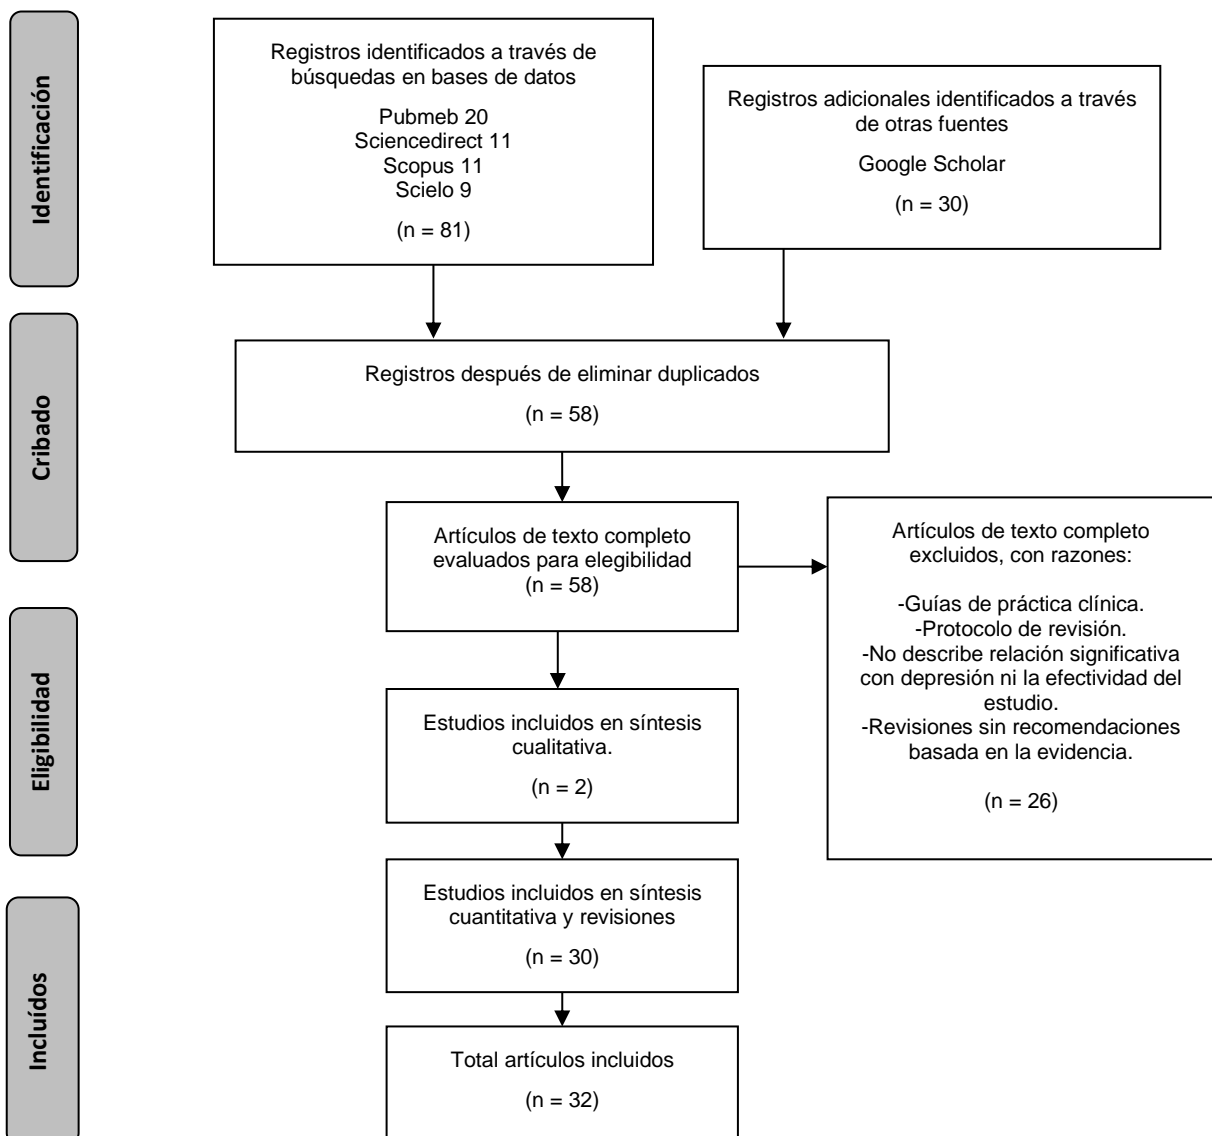 Identificación
Registros identificados a través de
búsquedas en bases de datos
Pubmeb 20
Sciencedirect 11
Scopus 11
Scielo 9
(n = 81)
Registros adicionales identificados a través
de otras fuentes
Google Scholar
(n = 30)
Cribado
Registros después de eliminar duplicados
(n = 58)
Artículos de texto completo
evaluados para elegibilidad
(n = 58)
Artículos de texto completo
excluidos, con razones:
-Guías de práctica clínica.
-Protocolo de revisión.
-No describe relación significativa
con depresión ni la efectividad del
estudio.
-Revisiones sin recomendaciones
basada en la evidencia.
(n = 26)
Eligibilidad
Estudios incluidos en síntesis
cualitativa.
(n = 2)
Estudios incluidos en síntesis
cuantitativa y revisiones
(n = 30)
Incluídos
Total artículos incluidos
(n = 32)